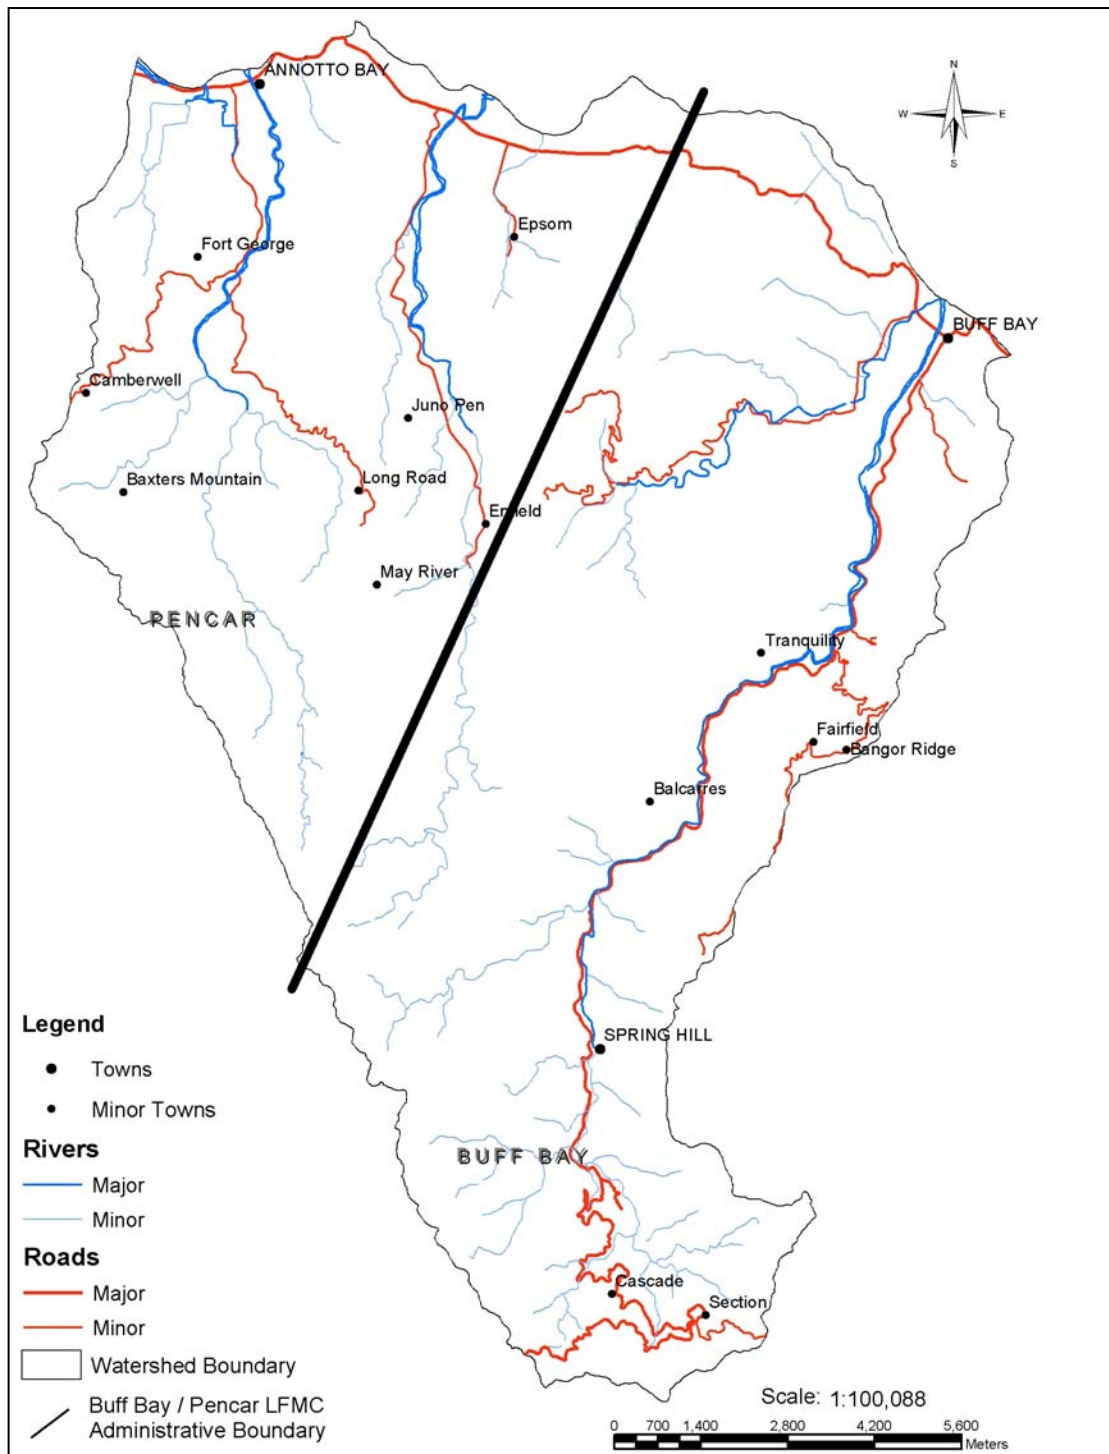 N
W E
S
ANNOTTO BAY
Epsom
Fort George
BUFF BAY
Camberwell
Juno Pen
Baxters Mountain
Long Road
Enfield
May River
PENCAR
Tranquility
Fairfield
Bangor Ridge
Balcarres
SPRING HILL
BUFF BAY
Cascade
Section
Legend
Towns
Minor Towns
Rivers
Major
Minor
Roads
Major
Minor
Watershed Boundary
Buff Bay / Pencar LFMC
Administrative Boundary
Scale: 1:100,088
0 700 1,400 2,800 4,200 5,600
Meters